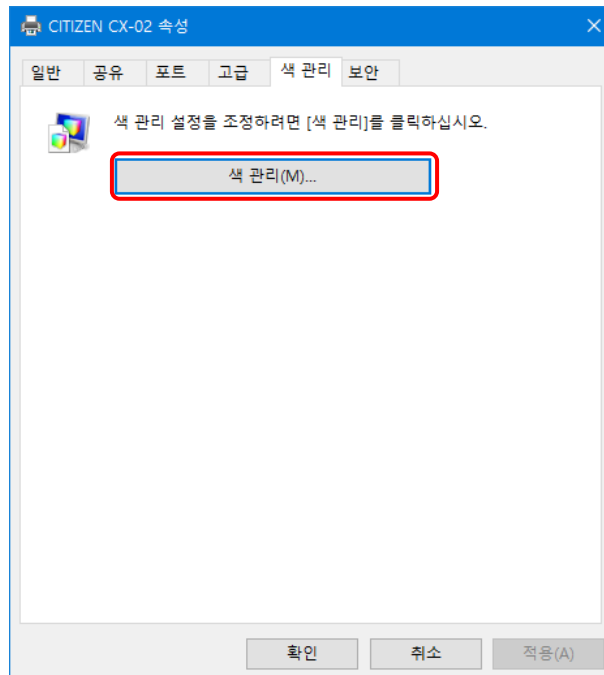 CITIZEN CX-02 속성
일반 공유 포트 고급 색 관리 보안
색 관리 설정을 조정하려면 [색 관리]를 클릭하십시오.
색 관리(M)...
확인 취소 적용(A)